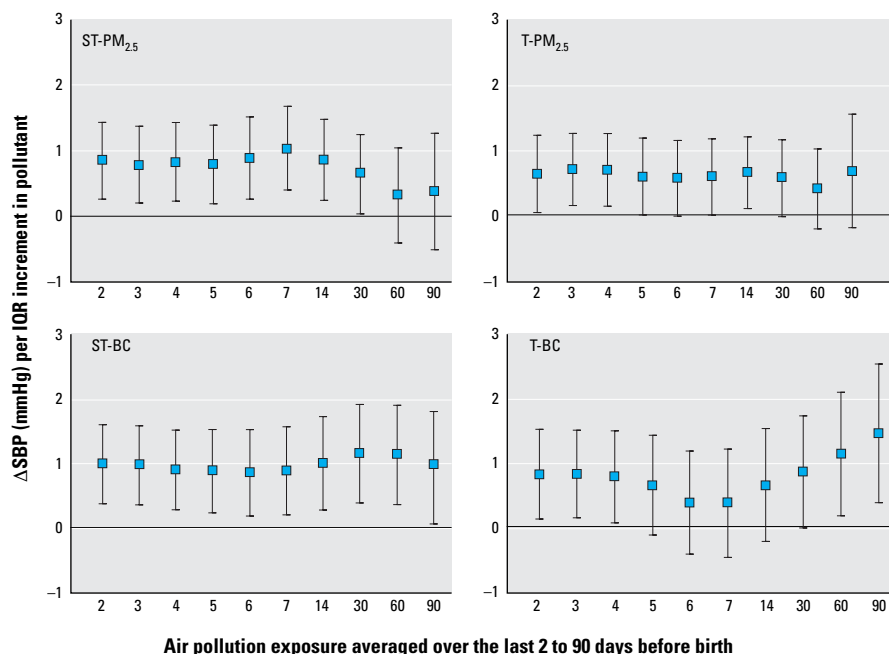 ΔSBP (mmHg) per IQR increment in pollutant
ST-PM2.5
3
2
1
0
–1
2 3 4 5 6 7 14 30 60 90
T-PM2.5
3
2
1
0
–1
2 3 4 5 6 7 14 30 60 90
ST-BC
3
2
1
0
–1
2 3 4 5 6 7 14 30 60 90
T-BC
3
2
1
0
–1
2 3 4 5 6 7 14 30 60 90
Air pollution exposure averaged over the last 2 to 90 days before birth